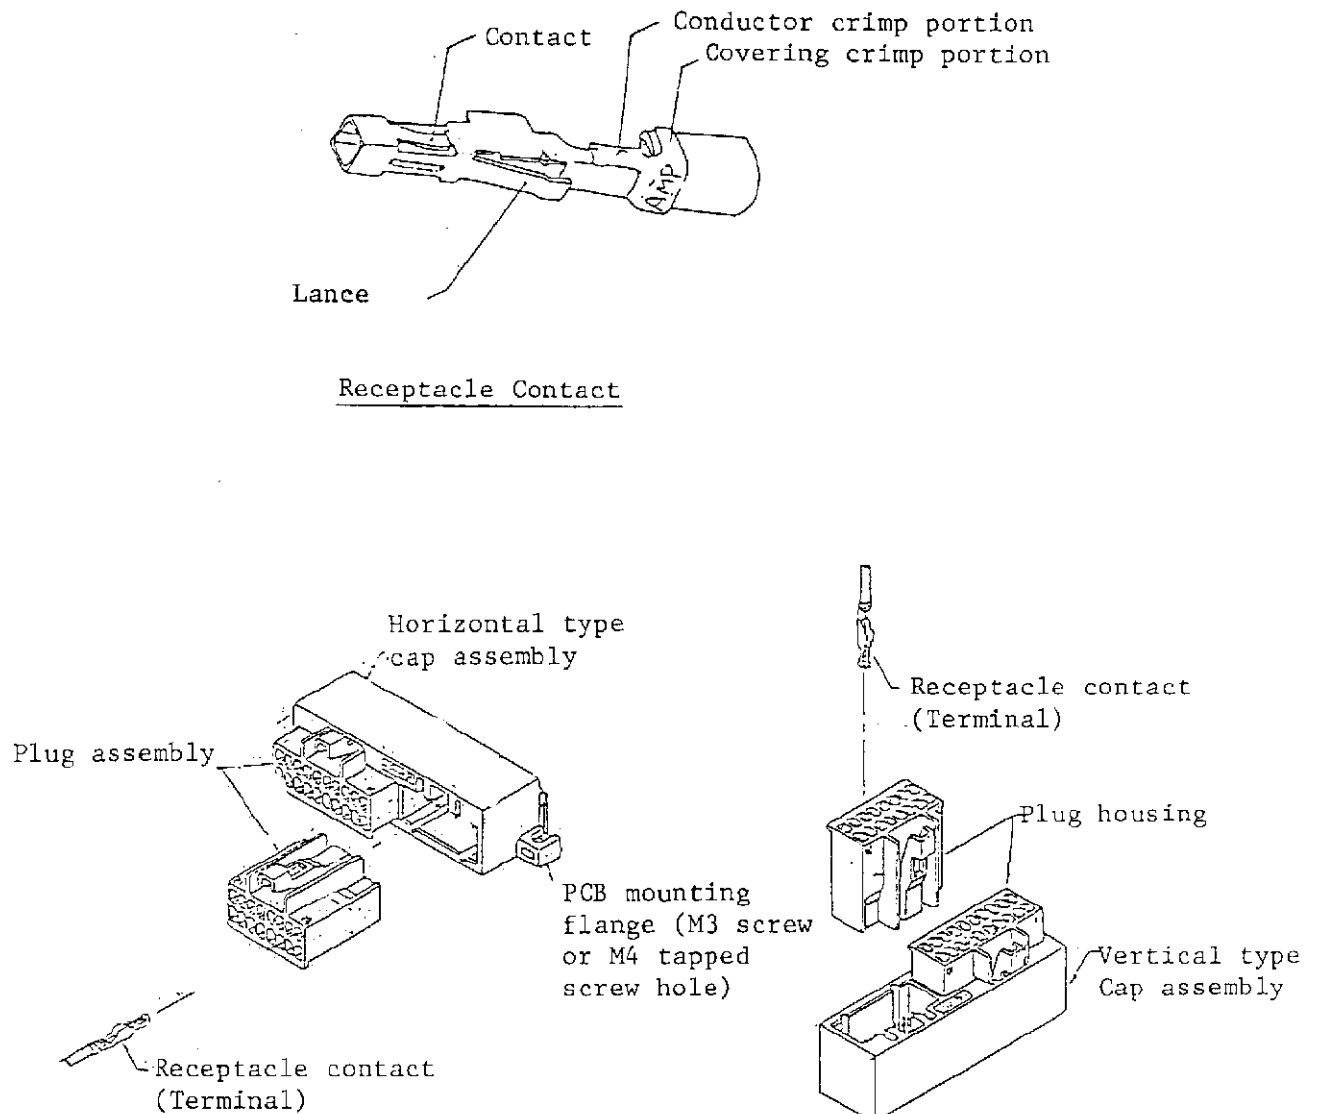 Contact
Conductor crimp portion
Covering crimp portion
AMP
Lance
Receptacle Contact
Horizontal type
cap assembly
Plug assembly
PCB mounting
flange (M3 screw
or M4 tapped
screw hole)
Receptacle contact
(Terminal)
Receptacle contact
(Terminal)
Plug housing
Vertical type
Cap assembly